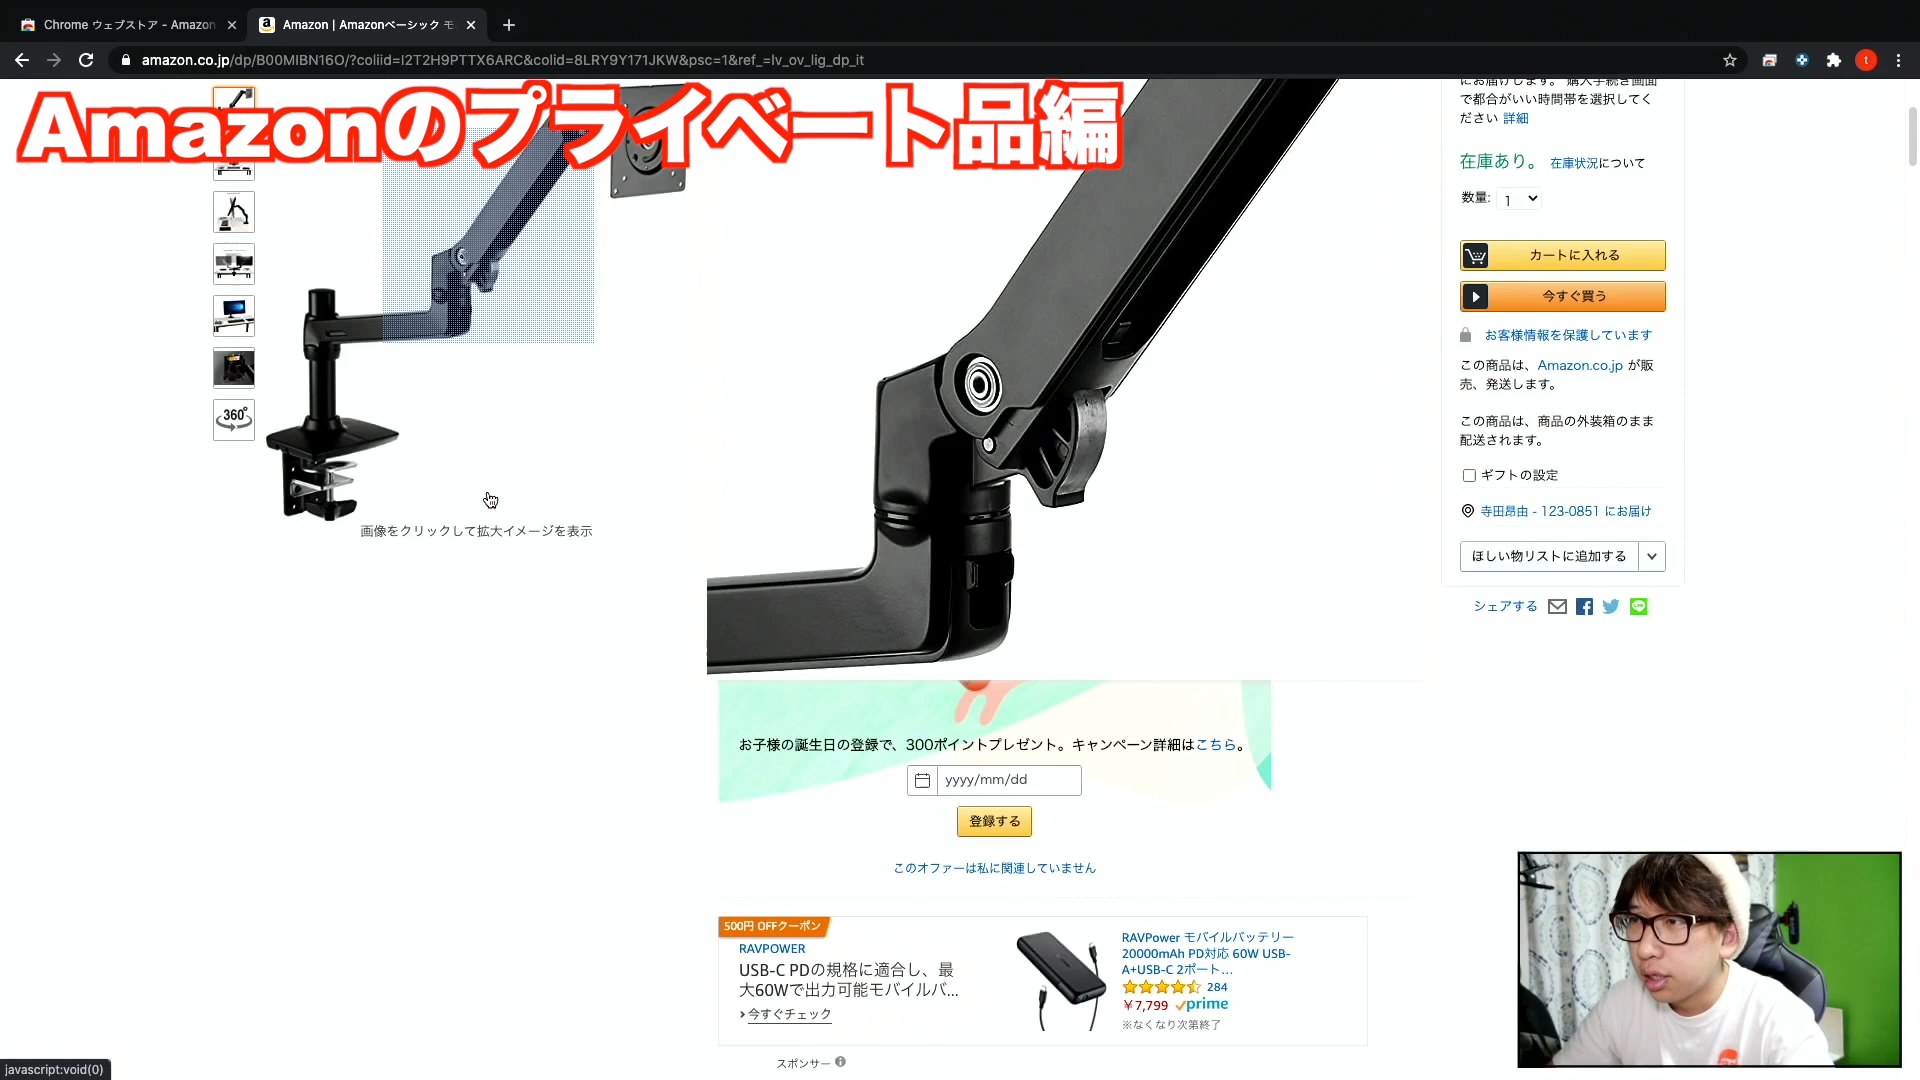 Chrome ウェブストア - Amazon
Amazon | Amazonベーシック モ
amazon.co.jp/dp/B00MIBN16O/?coliid=I2T2H9PTTX6ARC&colid=8LRY9Y171JKW&psc=1&ref_=lv_ov_lig_dp_it
t
Amazonのプライベート品編
360°
画像をクリックして拡大イメージを表示
にお届けします。 購入手続き画面
で都合がいい時間帯を選択してく
ださい 詳細
在庫あり。 在庫状況について
数量: 1
カートに入れる
今すぐ買う
お客様情報を保護しています
この商品は、Amazon.co.jp が販
売、発送します。
この商品は、商品の外装箱のまま
配送されます。
ギフトの設定
寺田昂由 - 123-0851 にお届け
ほしい物リストに追加する
シェアする
お子様の誕生日の登録で、300ポイントプレゼント。キャンペーン詳細はこちら。
yyyy/mm/dd
登録する
このオファーは私に関連していません
500円 OFFクーポン
RAVPOWER
USB-C PDの規格に適合し、最
大60Wで出力可能モバイルバ...
今すぐチェック
RAVPower モバイルバッテリー
20000mAh PD対応 60W USB-
A+USB-C 2ポート...
284
￥7,799 prime
※なくなり次第終了
スポンサー
javascript:void(0)